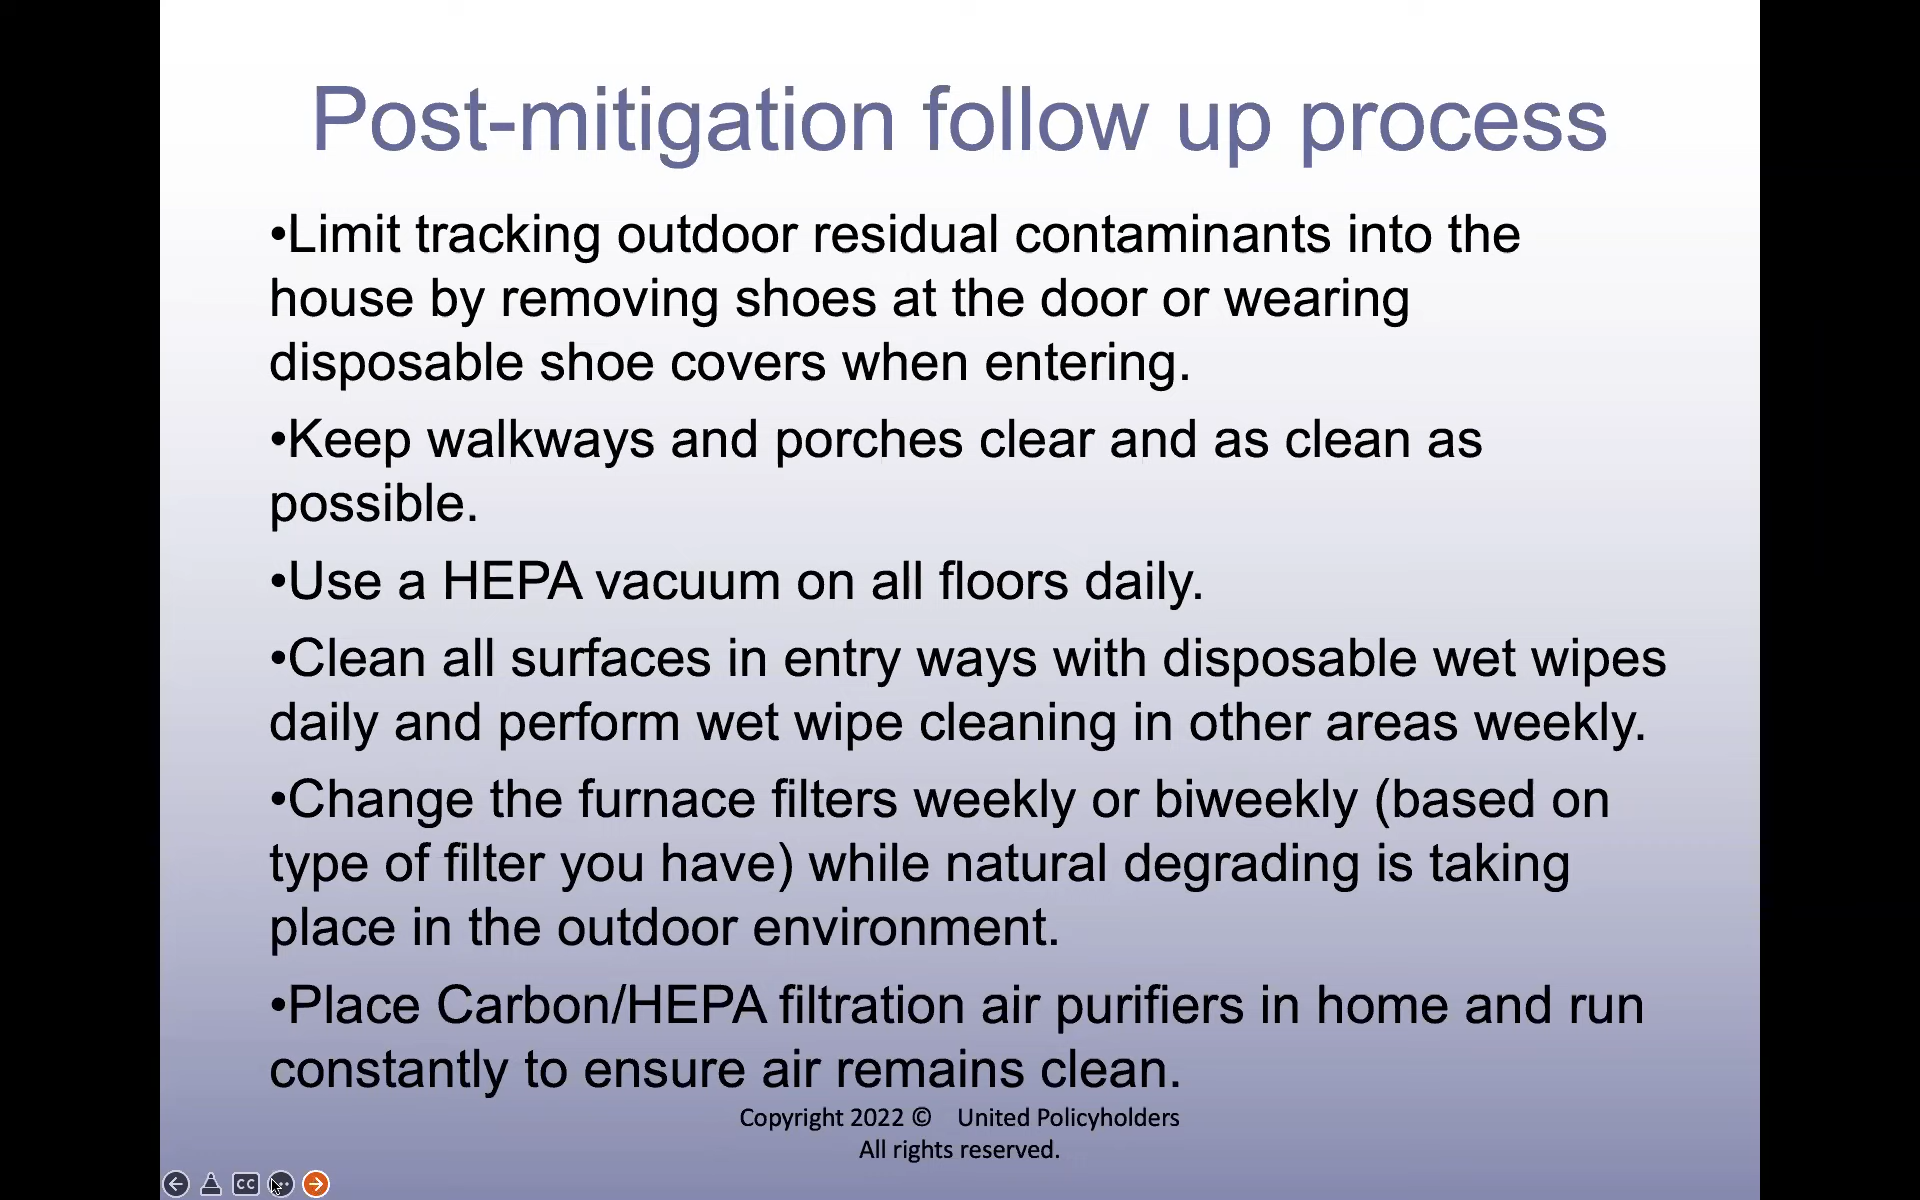 Post-mitigation follow up process
•Limit tracking outdoor residual contaminants into the
house by removing shoes at the door or wearing
disposable shoe covers when entering.
•Keep walkways and porches clear and as clean as
possible.
•Use a HEPA vacuum on all floors daily.
•Clean all surfaces in entry ways with disposable wet wipes
daily and perform wet wipe cleaning in other areas weekly.
•Change the furnace filters weekly or biweekly (based on
type of filter you have) while natural degrading is taking
place in the outdoor environment.
•Place Carbon/HEPA filtration air purifiers in home and run
constantly to ensure air remains clean.
Copyright 2022 © United Policyholders
All rights reserved.
CC